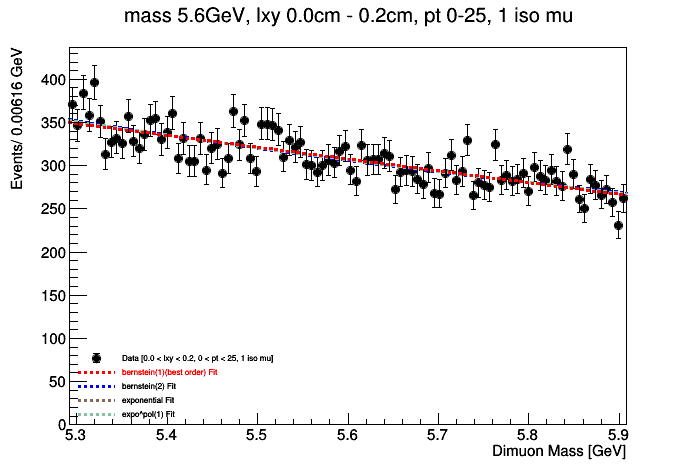 mass 5.6GeV, lxy 0.0cm - 0.2cm, pt 0-25, 1 iso mu
Events/ 0.00616 GeV
400
350
300
250
200
150
100
50
0
Data [0.0 < lxy < 0.2, 0 < pt < 25, 1 iso mu]
bernstein(1)(best order) Fit
bernstein(2) Fit
exponential Fit
expo^pol(1) Fit
5.3 5.4 5.5 5.6 5.7 5.8 5.9
Dimuon Mass [GeV]